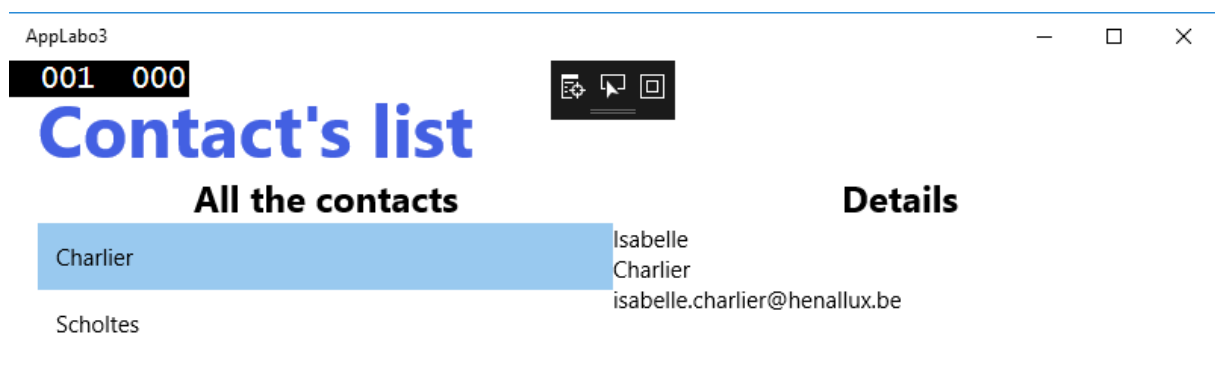 AppLabo3
001 000
Contact's list
All the contacts
Details
Charlier
Scholtes
Isabelle
Charlier
isabelle.charlier@henallux.be